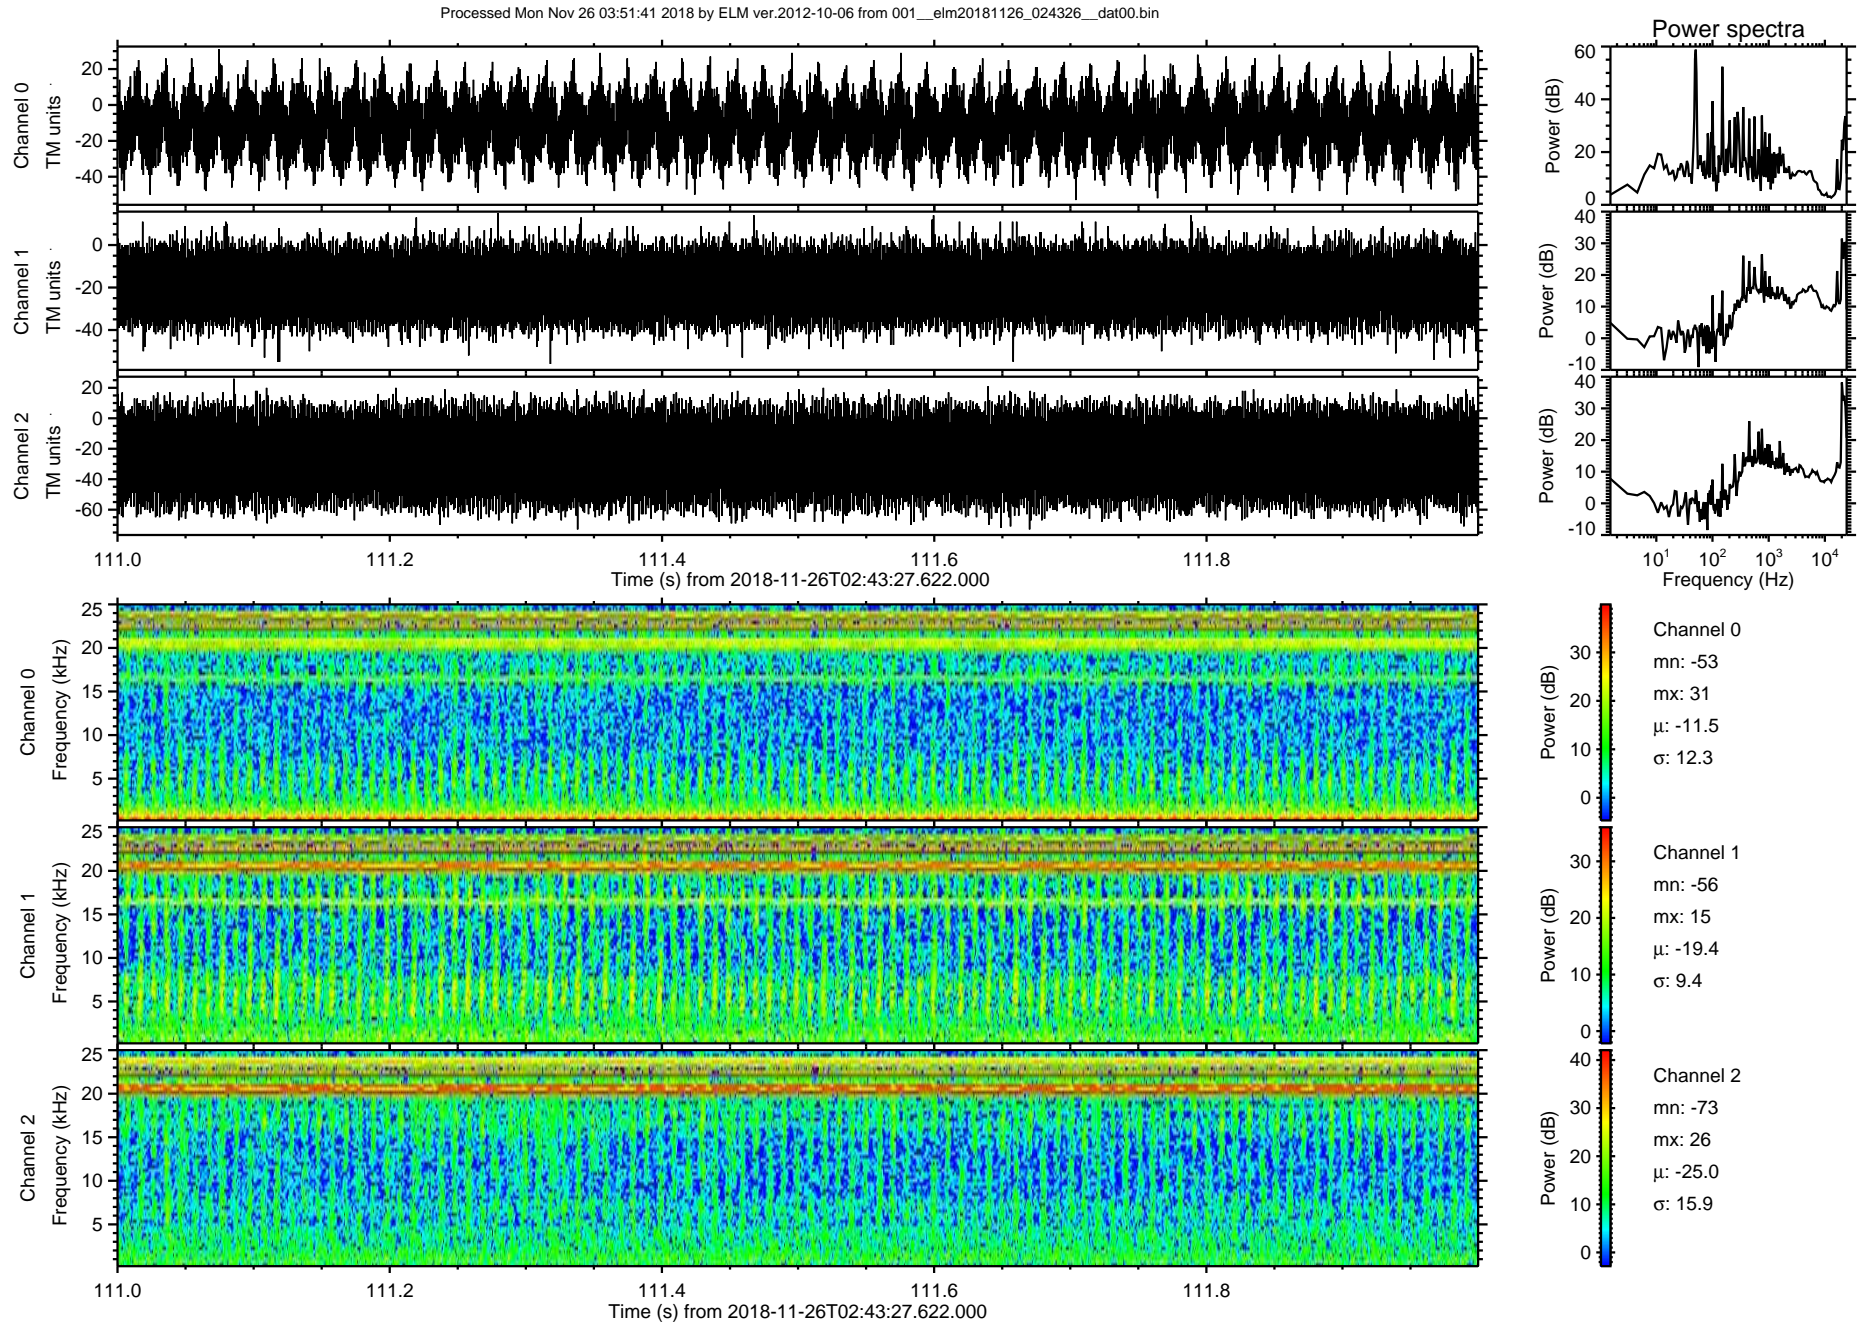 Processed Mon Nov 26 03:51:41 2018 by ELM ver.2012-10-06 from 001__elm20181126_024326__dat00.bin
Power spectra
Channel 0
TM units
20
0
-20
-40
Power (dB)
60
40
20
0
Channel 1
TM units
0
-20
-40
Power (dB)
40
30
20
10
0
-10
Channel 2
TM units
20
0
-20
-40
-60
Power (dB)
40
30
20
10
0
-10
111.0 111.2 111.4 111.6 111.8
Time (s) from 2018-11-26T02:43:27.622.000
10^1 10^2 10^3 10^4
Frequency (Hz)
Channel 0
Frequency (kHz)
25
20
15
10
5
Power (dB)
30
20
10
0
Channel 0
mn: -53
mx: 31
μ: -11.5
σ: 12.3
Channel 1
Frequency (kHz)
25
20
15
10
5
Power (dB)
30
20
10
0
Channel 1
mn: -56
mx: 15
μ: -19.4
σ: 9.4
Channel 2
Frequency (kHz)
25
20
15
10
5
Power (dB)
40
30
20
10
0
Channel 2
mn: -73
mx: 26
μ: -25.0
σ: 15.9
111.0 111.2 111.4 111.6 111.8
Time (s) from 2018-11-26T02:43:27.622.000